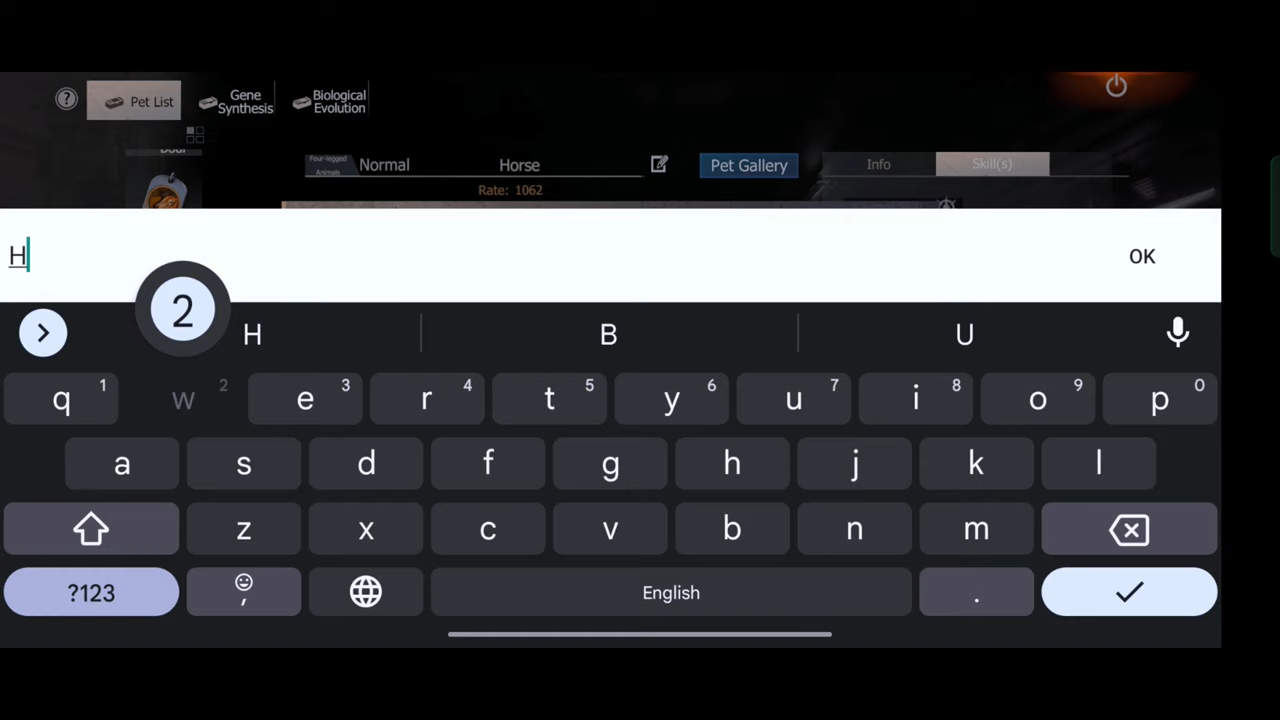 ? Pet List Gene Synthesis Biological Evolution
Four-legged Animals Normal Horse Pet Gallery Info Skill(s)
Rate: 1062
H OK
2
H B U
q 1 w 2 e 3 r 4 t 5 y 6 u 7 i 8 o 9 p 0
a s d f g h j k l
z x c v b n m
?123 , English .